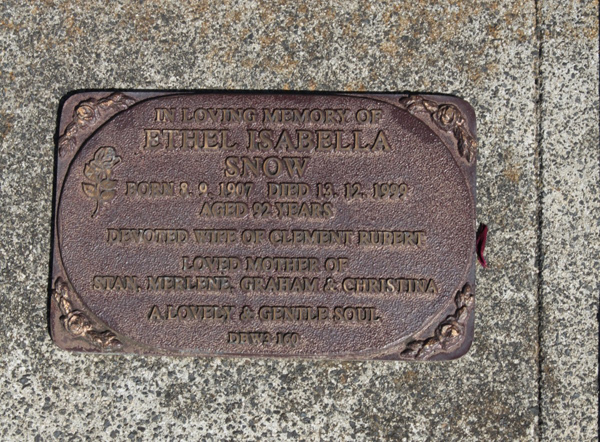 IN LOVING MEMORY OF
ETHEL ISABELLA
SNOW
BORN 8. 9. 1907 DIED 13. 12. 1999
AGED 92 YEARS
DEVOTED WIFE OF CLEMENT RUPERT
LOVED MOTHER OF
STAN, MERLENE, GRAHAM & CHRISTINA
A LOVELY & GENTLE SOUL